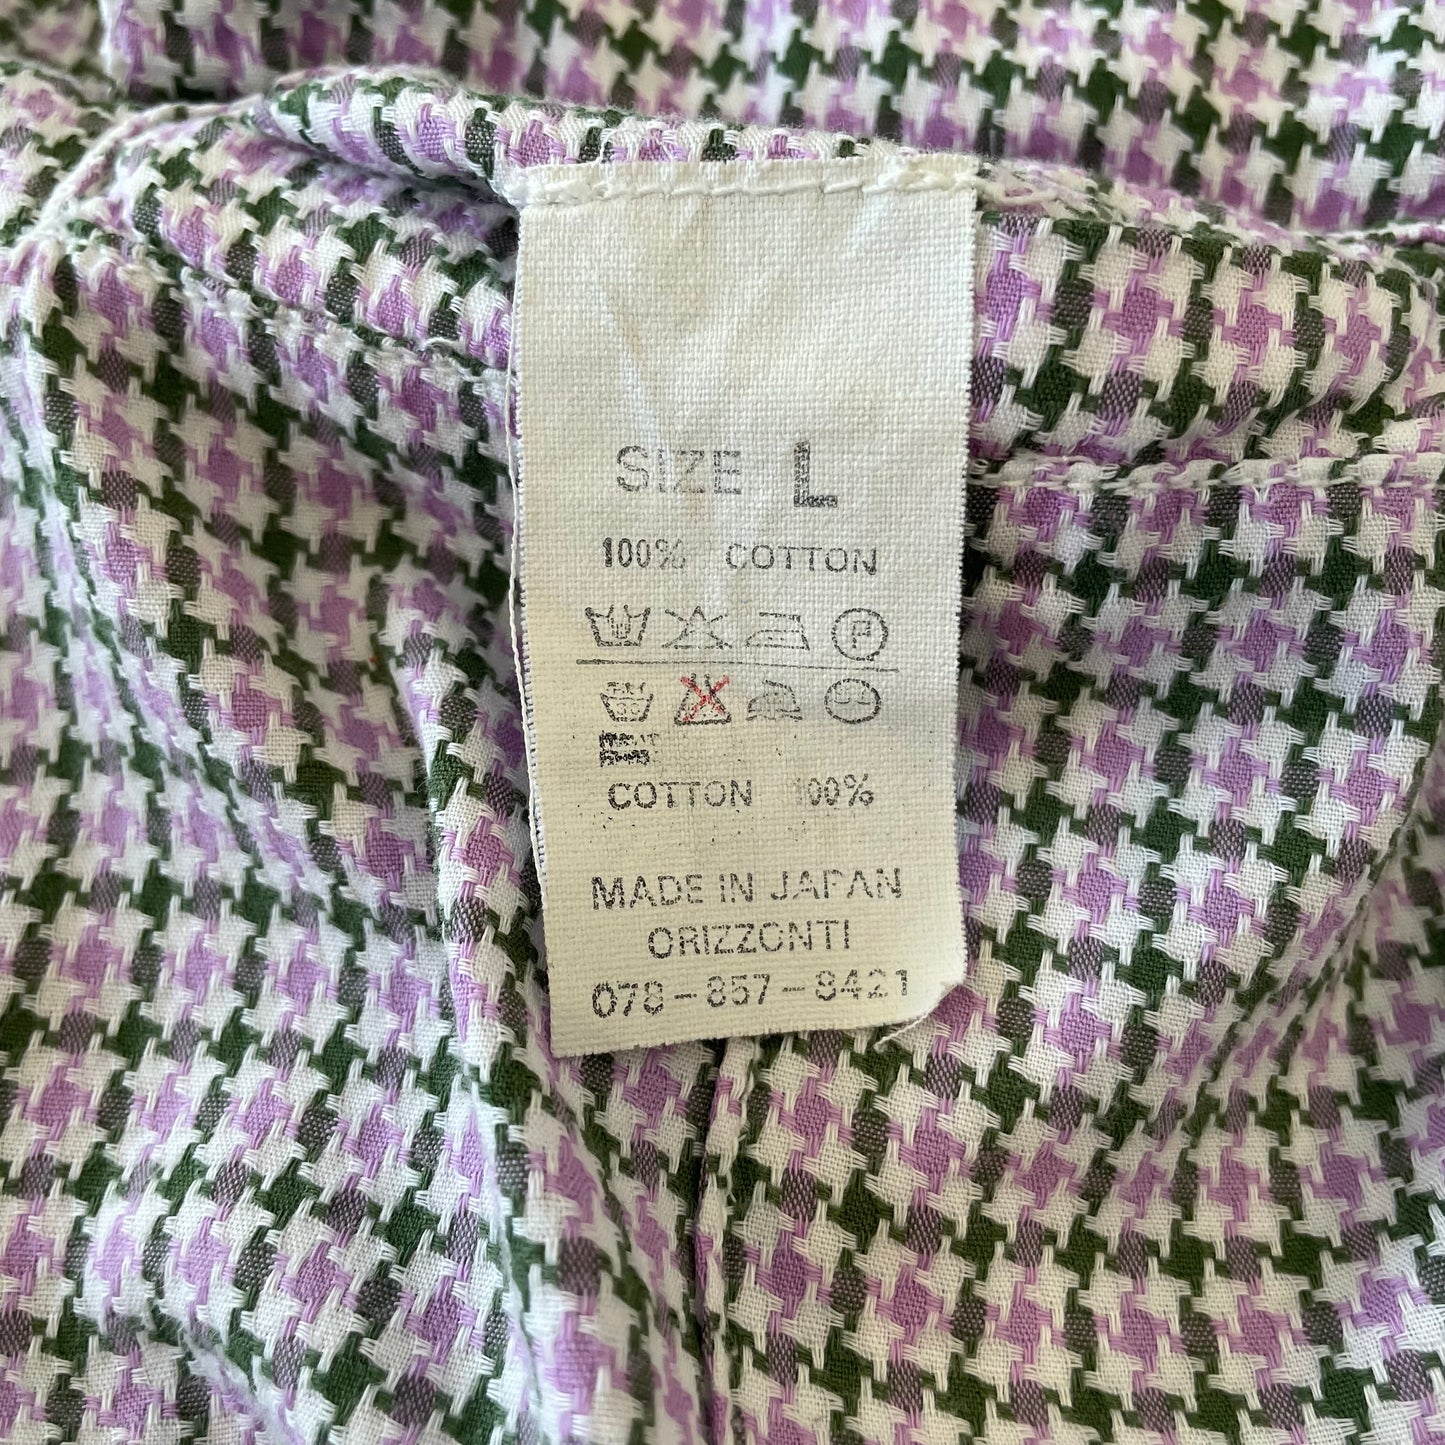 SIZE L
100% COTTON
COTTON 100%
MADE IN JAPAN
ORIZZONTI
078-857-8421